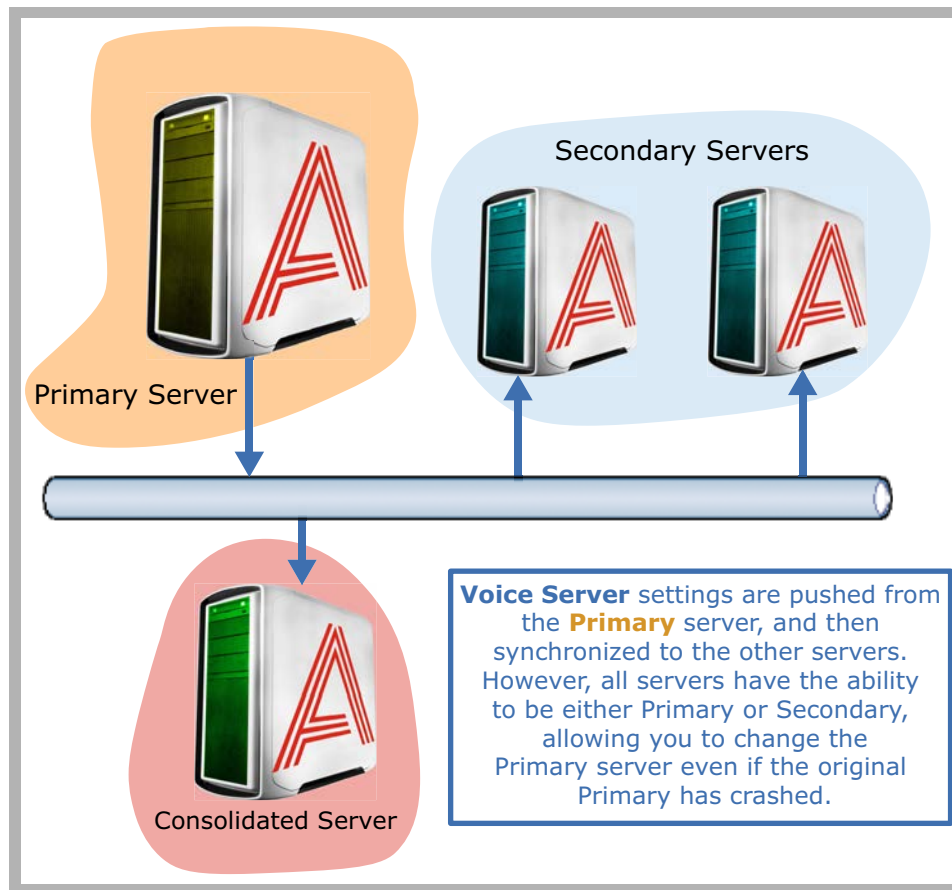 Secondary Servers
Primary Server
Consolidated Server
Voice Server settings are pushed from
the Primary server, and then
synchronized to the other servers.
However, all servers have the ability
to be either Primary or Secondary,
allowing you to change the
Primary server even if the original
Primary has crashed.